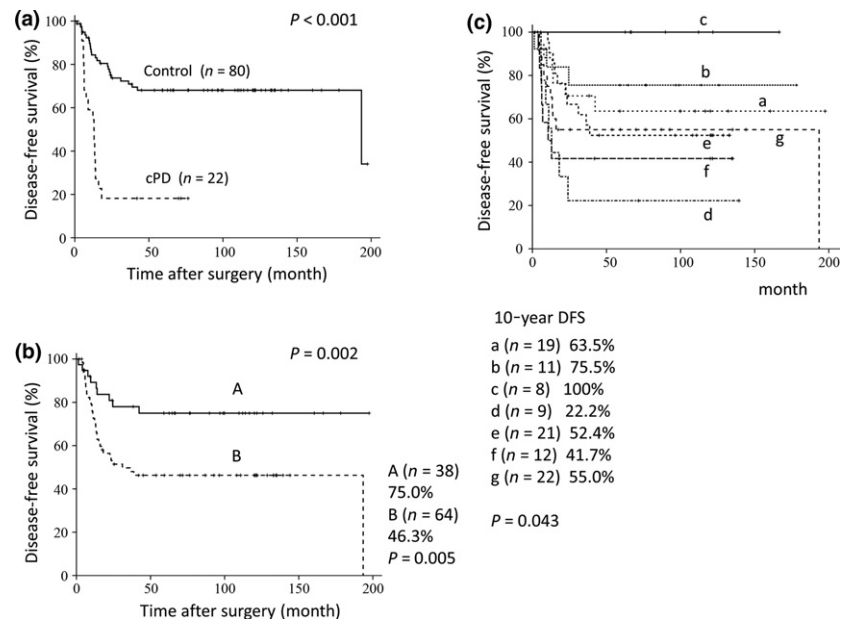 (a)
P < 0.001
Disease-free survival (%)
100
80
60
40
20
0
Control (n = 80)
cPD (n = 22)
0 50 100 150 200
Time after surgery (month)
(b)
P = 0.002
Disease-free survival (%)
100
80
60
40
20
0
A
B
0 50 100 150 200
Time after surgery (month)
A (n = 38)
75.0%
B (n = 64)
46.3%
P = 0.005
(c)
Disease-free survival (%)
100
80
60
40
20
0
c
b
a
e
g
f
d
0 50 100 150 200
month
10-year DFS
a (n = 19) 63.5%
b (n = 11) 75.5%
c (n = 8) 100%
d (n = 9) 22.2%
e (n = 21) 52.4%
f (n = 12) 41.7%
g (n = 22) 55.0%
P = 0.043